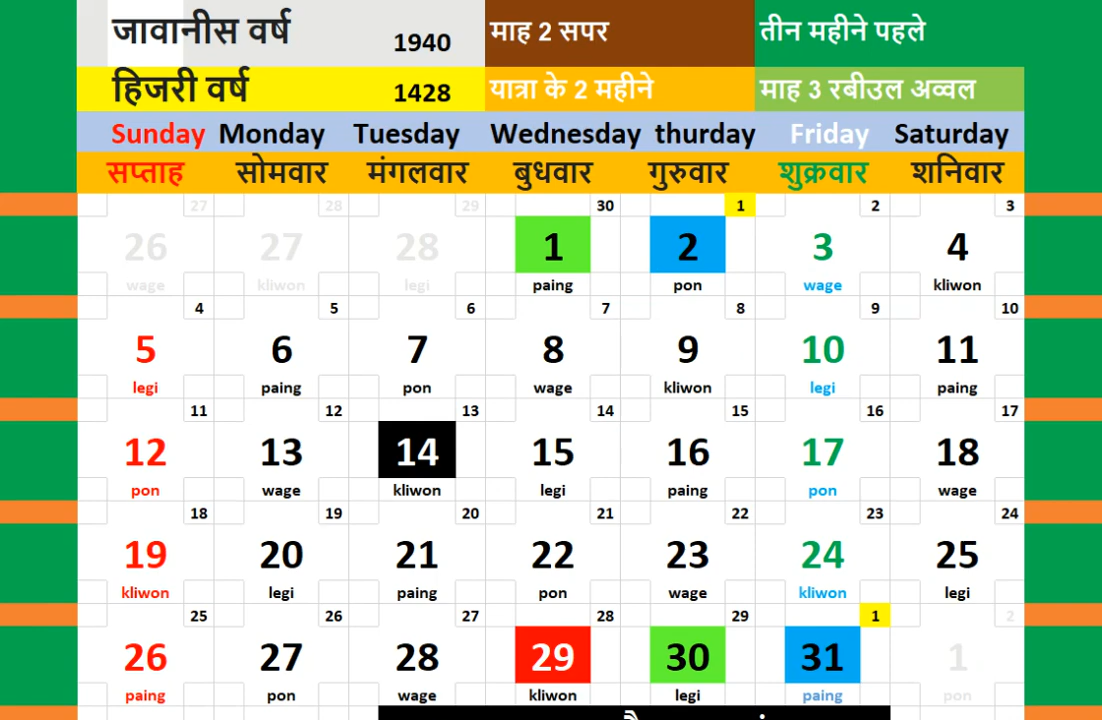 जावानीस वर्ष 1940 माह 2 सपर तीन महीने पहले
हिजरी वर्ष 1428 यात्रा के 2 महीने माह 3 रबीउल अव्वल
Sunday Monday Tuesday Wednesday thurday Friday Saturday
सप्ताह सोमवार मंगलवार बुधवार गुरुवार शुक्रवार शनिवार
27 28 29 30 1 2 3
26 27 28 1 2 3 4
wage kliwon legi paing pon wage kliwon
4 5 6 7 8 9 10
5 6 7 8 9 10 11
legi paing pon wage kliwon legi paing
11 12 13 14 15 16 17
12 13 14 15 16 17 18
pon wage kliwon legi paing pon wage
18 19 20 21 22 23 24
19 20 21 22 23 24 25
kliwon legi paing pon wage kliwon legi
25 26 27 28 29 1 2
26 27 28 29 30 31 1
paing pon wage kliwon legi paing pon